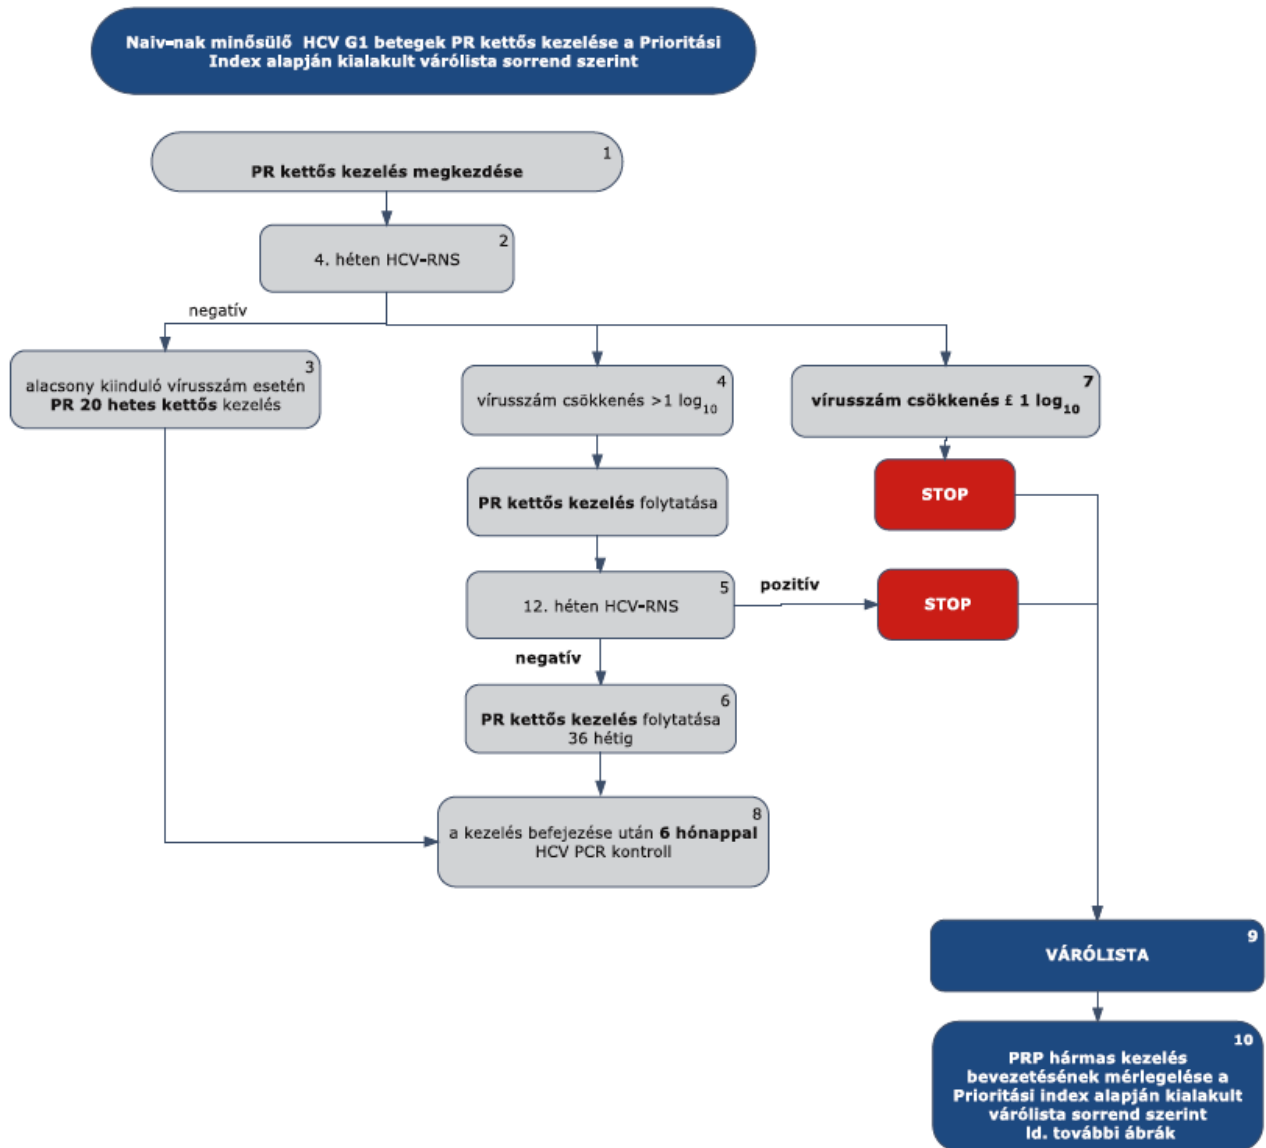 Naiv-nak minősülő HCV G1 betegek PR kettős kezelése a Prioritási
Index alapján kialakult várólista sorrend szerint
1
PR kettős kezelés megkezdése
2
4. héten HCV-RNS
negatív
3
alacsony kiinduló vírusszám esetén
PR 20 hetes kettős kezelés
4
vírusszám csökkenés >1 log10
7
vírusszám csökkenés £ 1 log10
STOP
PR kettős kezelés folytatása
5
12. héten HCV-RNS
pozitív
STOP
negatív
6
PR kettős kezelés folytatása
36 hétig
8
a kezelés befejezése után 6 hónappal
HCV PCR kontroll
9
VÁRÓLISTA
10
PRP hármas kezelés
bevezetésének mérlegelése a
Prioritási index alapján kialakult
várólista sorrend szerint
ld. további ábrák